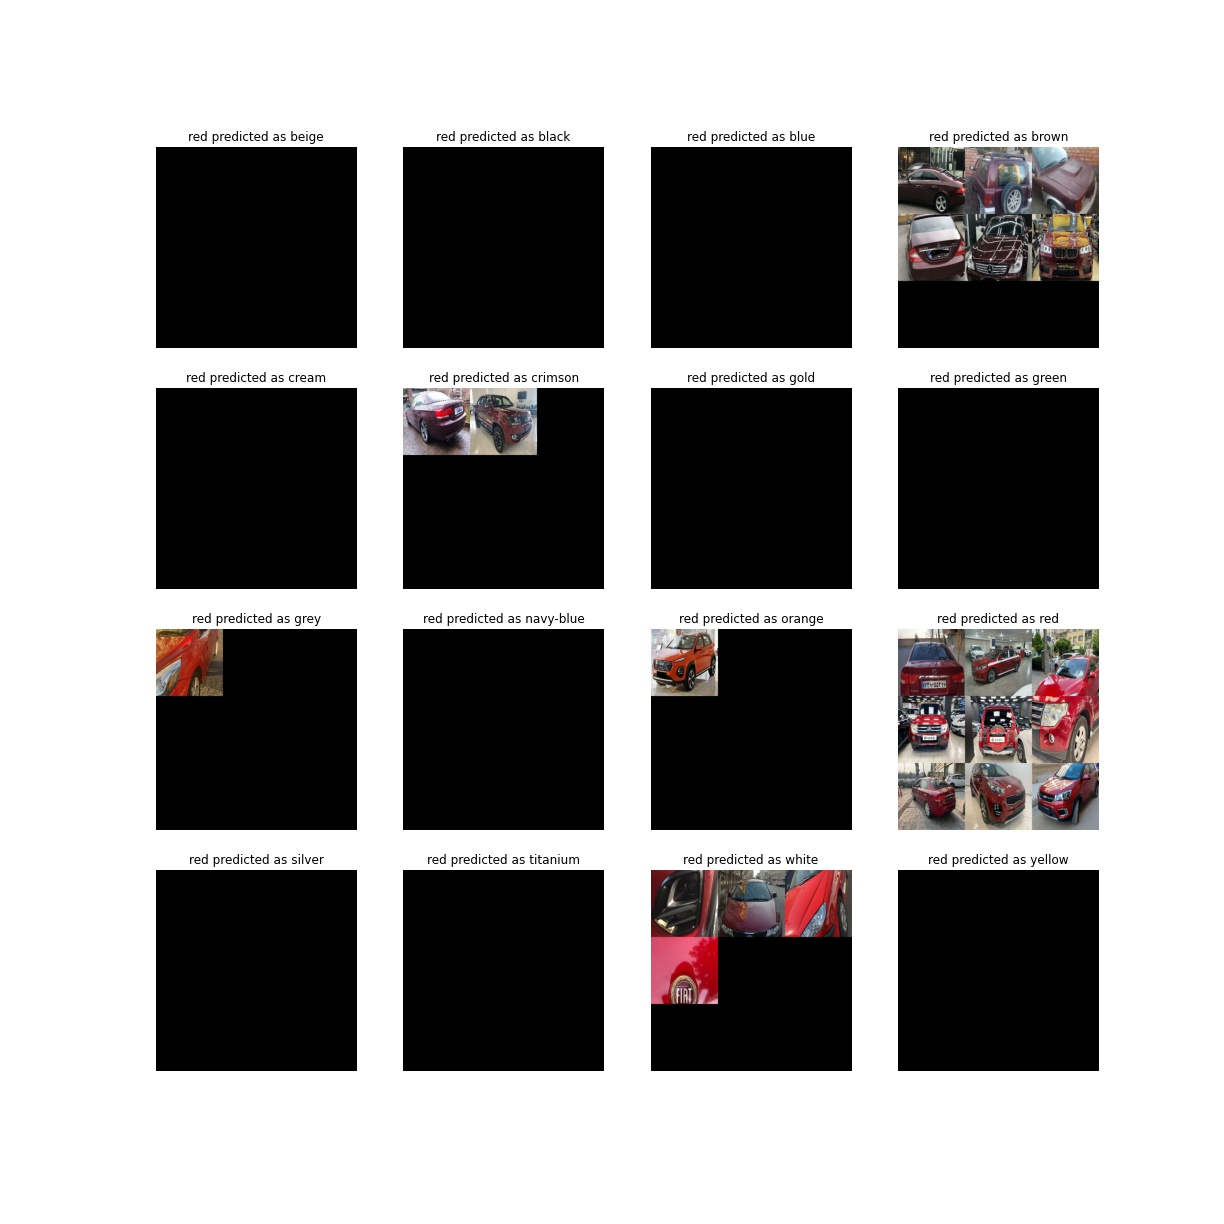 red predicted as beige
red predicted as black
red predicted as blue
red predicted as brown
red predicted as cream
red predicted as crimson
red predicted as gold
red predicted as green
red predicted as grey
red predicted as navy-blue
red predicted as orange
red predicted as red
red predicted as silver
red predicted as titanium
red predicted as white
red predicted as yellow
FIAT